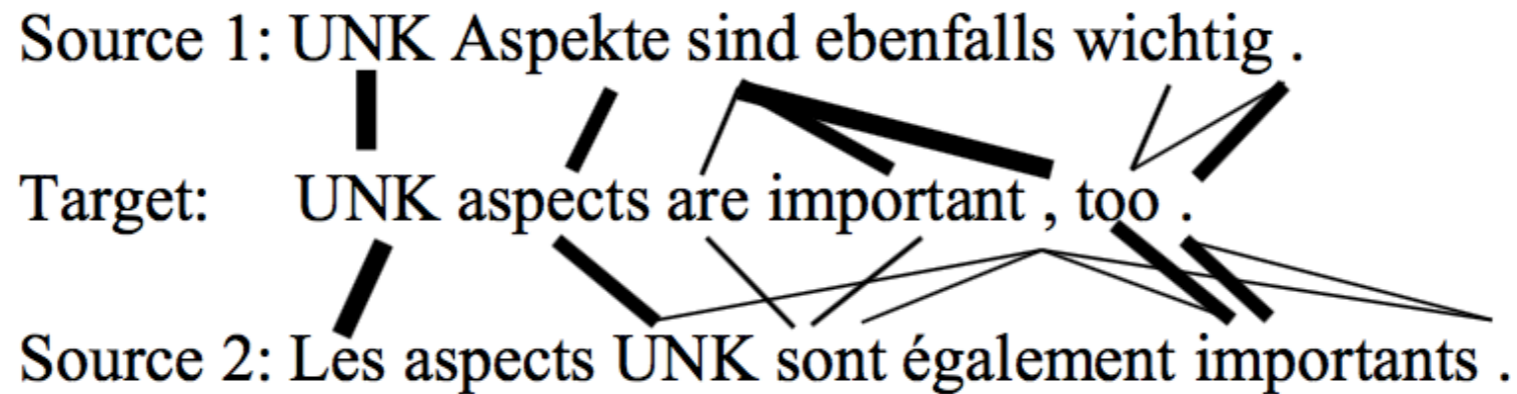 Source 1: UNK Aspekte sind ebenfalls wichtig .
Target: UNK aspects are important , too .
Source 2: Les aspects UNK sont également importants .